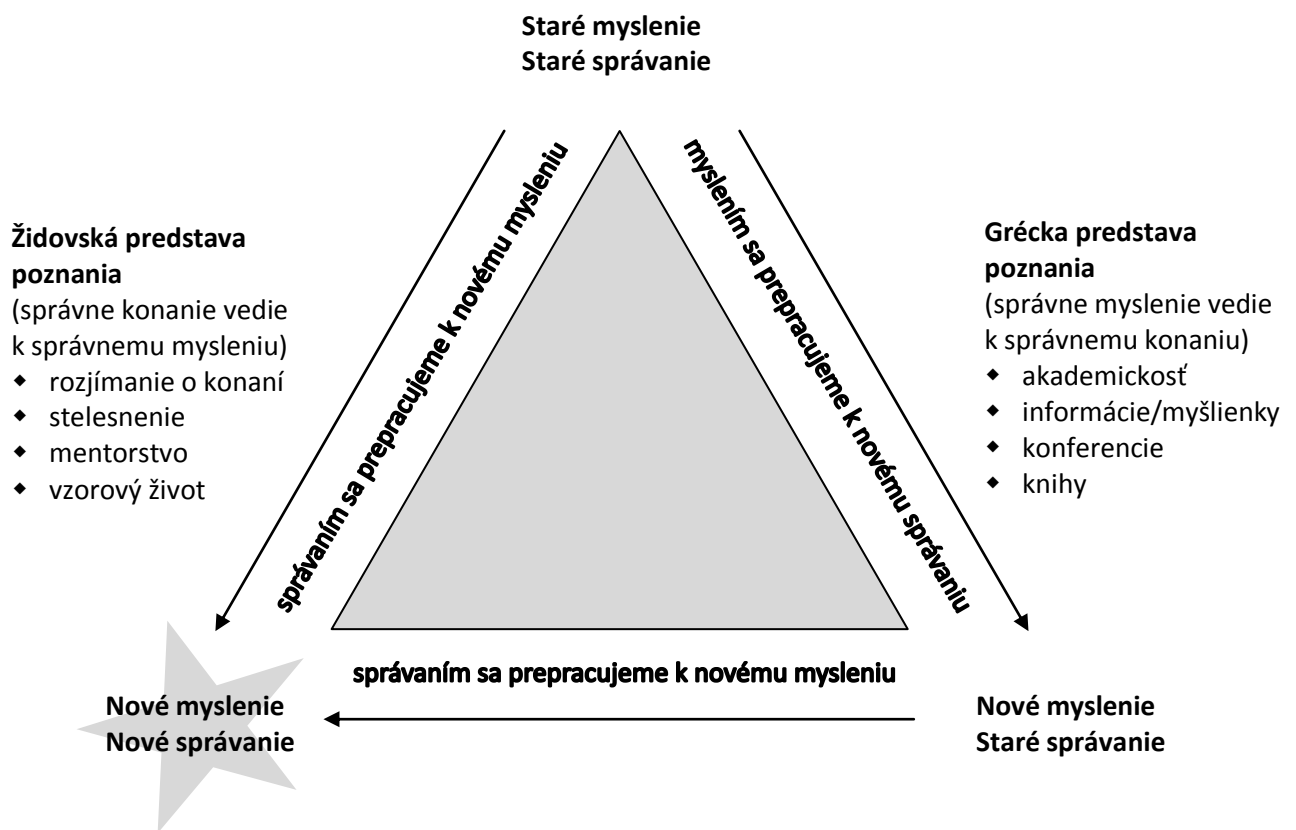 Staré myslenie
Staré správanie
správaním sa prepracujeme k novému mysleniu
myslením sa prepracujeme k novému správaniu
Židovská predstava
poznania
(správne konanie vedie
k správnemu mysleniu)
◆ rozjímanie o konaní
◆ stelesnenie
◆ mentorstvo
◆ vzorový život
Grécka predstava
poznania
(správne myslenie vedie
k správnemu konaniu)
◆ akademickosť
◆ informácie/myšlienky
◆ konferencie
◆ knihy
správaním sa prepracujeme k novému mysleniu
Nové myslenie
Nové správanie
Nové myslenie
Staré správanie